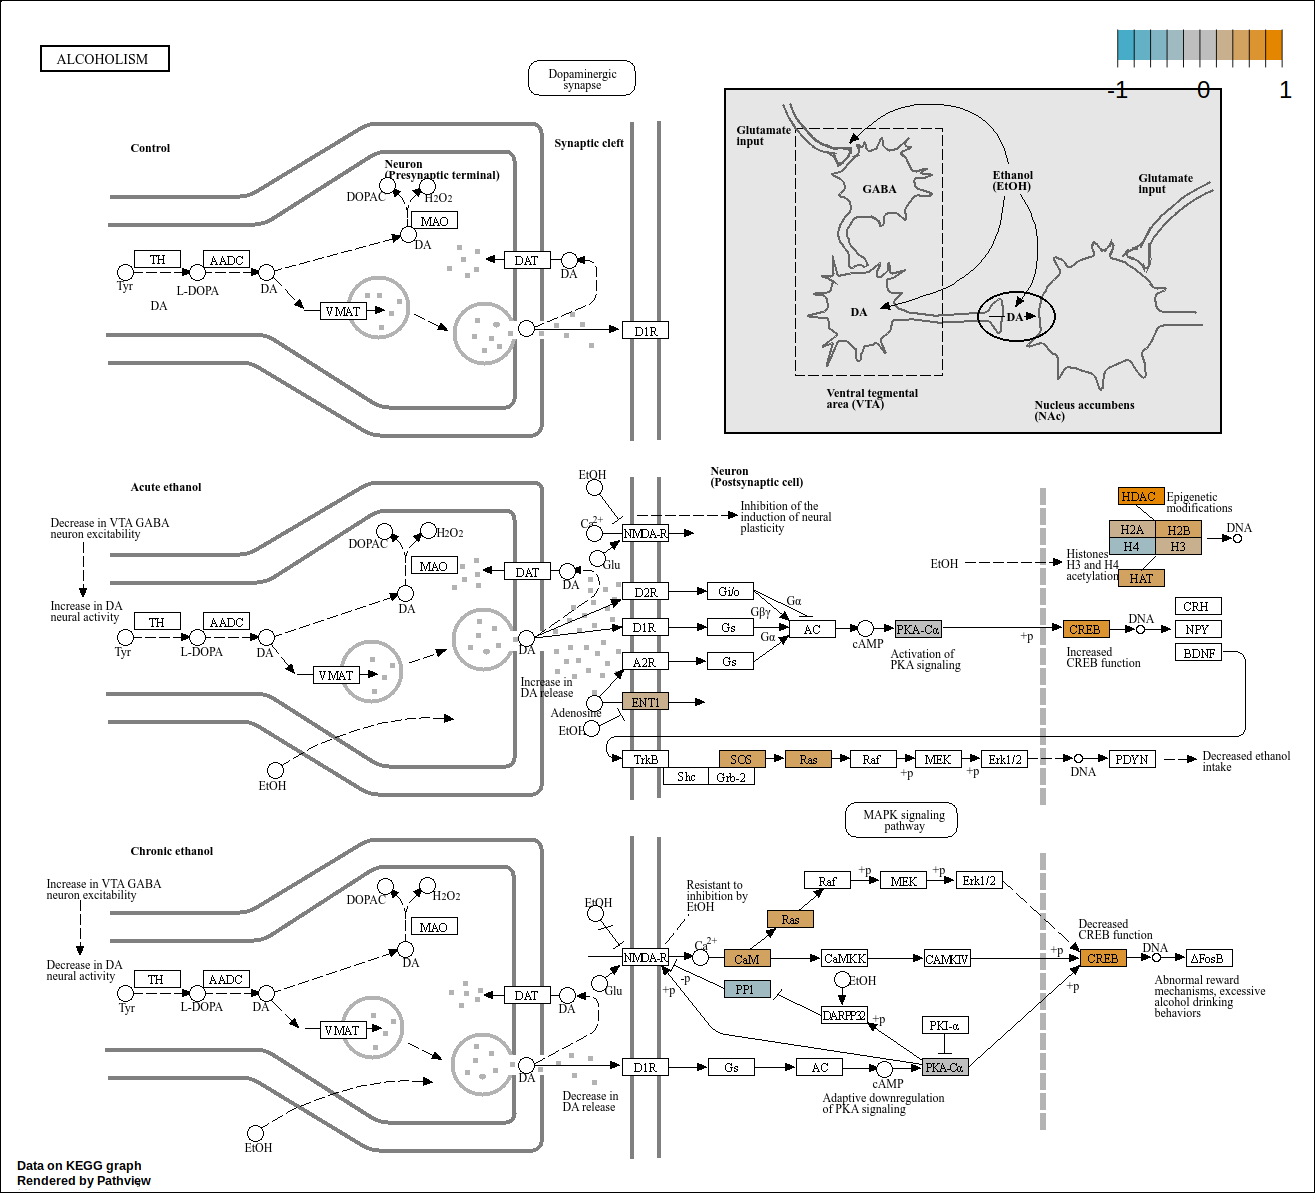 ALCOHOLISM
Dopaminergic
synapse
-1
0
1
Control
Synaptic cleft
Neuron
(Presynaptic terminal)
DOPAC
H2O2
MAO
DA
TH
AADC
Tyr
L-DOPA
DA
DA
VMAT
DAT
DA
D1R
Glutamate
input
GABA
Ethanol
(EtOH)
Glutamate
input
DA
DA
Ventral tegmental
area (VTA)
Nucleus accumbens
(NAc)
Acute ethanol
Decrease in VTA GABA
neuron excitability
Increase in DA
neural activity
DOPAC
H2O2
MAO
DA
TH
AADC
Tyr
L-DOPA
DA
VMAT
DAT
DA
DA
Increase in
DA release
EtOH
EtOH
Ca2+
Glu
NMDA-R
Neuron
(Postsynaptic cell)
Inhibition of the
induction of neural
plasticity
D2R
Gi/o
Gα
Gβγ
D1R
Gs
Gα
AC
cAMP
PKA-Cα
Activation of
PKA signaling
+p
A2R
Gs
ENT1
Adenosine
EtOH
EtOH
HDAC
Epigenetic
modifications
H2A
H2B
H4
H3
DNA
Histones
H3 and H4
acetylation
HAT
CREB
Increased
CREB function
DNA
CRH
NPY
BDNF
TrkB
Shc
Grb-2
SOS
Ras
Raf
+p
MEK
+p
Erk1/2
DNA
PDYN
Decreased ethanol
intake
MAPK signaling
pathway
Chronic ethanol
Increase in VTA GABA
neuron excitability
Decrease in DA
neural activity
DOPAC
H2O2
MAO
DA
TH
AADC
Tyr
L-DOPA
DA
VMAT
DAT
DA
DA
EtOH
Decrease in
DA release
EtOH
Glu
NMDA-R
Resistant to
inhibition by
EtOH
Ca2+
+p
-p
Raf
+p
MEK
+p
Erk1/2
Ras
CaM
CaMKK
CAMKIV
+p
PP1
EtOH
DARPP32
+p
PKI-α
D1R
Gs
AC
cAMP
PKA-Cα
Adaptive downregulation
of PKA signaling
+p
Decreased
CREB function
CREB
DNA
ΔFosB
Abnormal reward
mechanisms, excessive
alcohol drinking
behaviors
Data on KEGG graph
Rendered by Pathview